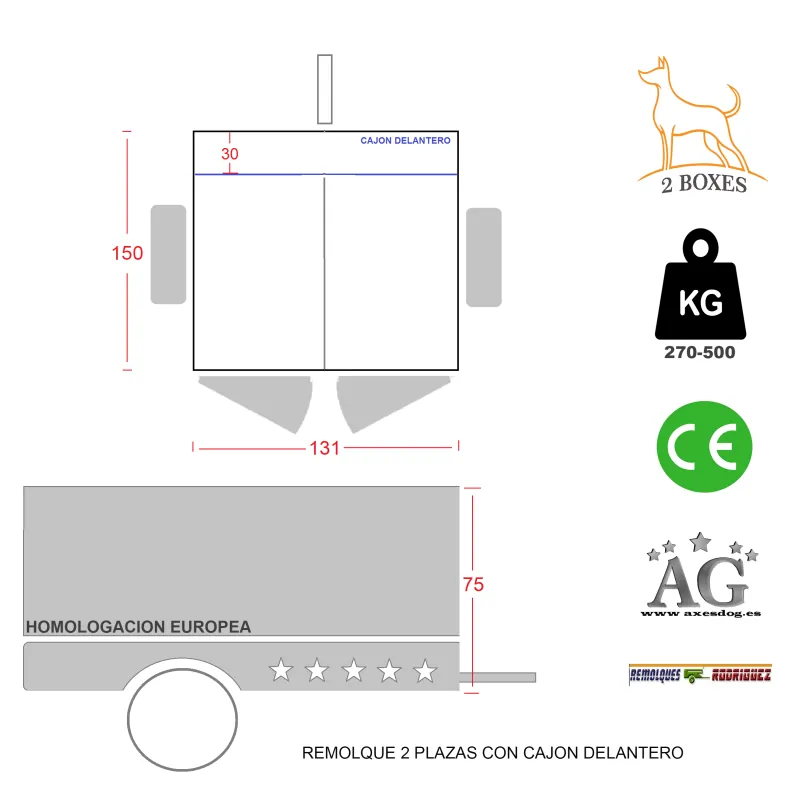 CAJON DELANTERO
30
150
131
2 BOXES
KG
270-500
CE
AG
www.axesdog.es
REMOLQUES RODRIGUEZ
75
HOMOLOGACION EUROPEA
REMOLQUE 2 PLAZAS CON CAJON DELANTERO